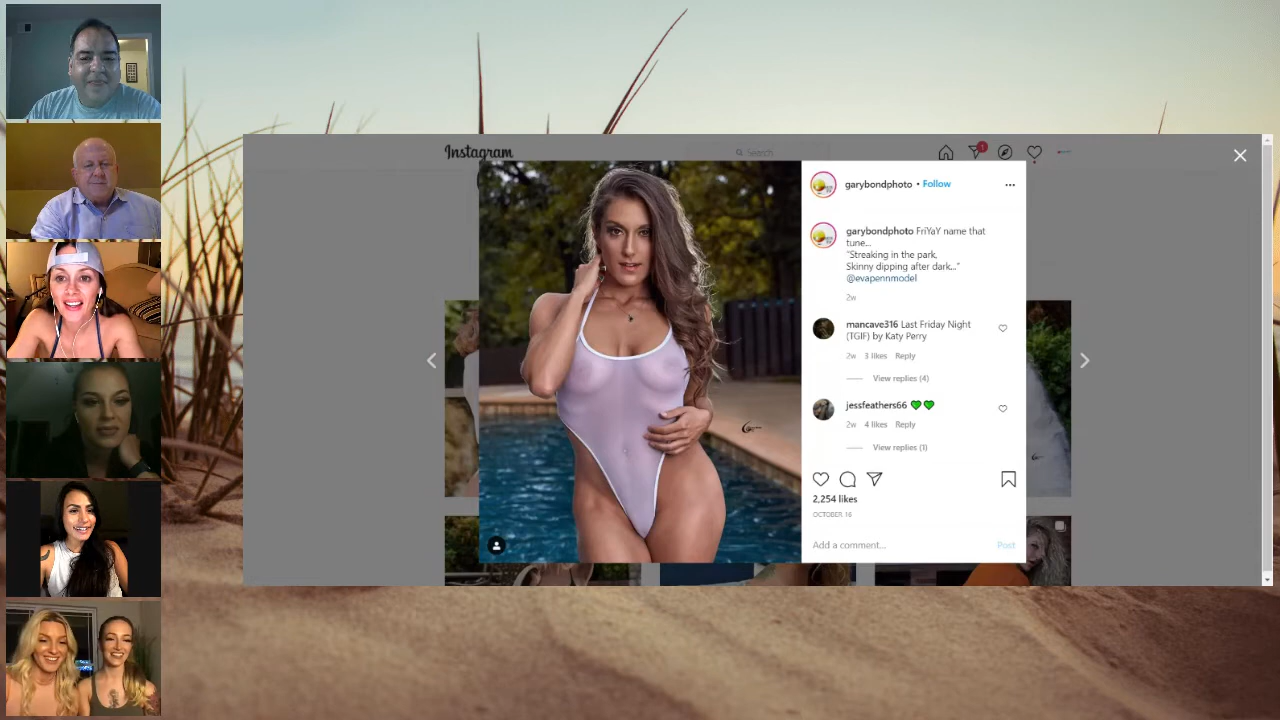 Instagram
Search
1
garybondphoto • Follow
garybondphoto FriYaY name that
tune...
"Streaking in the park,
Skinny dipping after dark..."
@evapennmodel
2w
mancave316 Last Friday Night
(TGIF) by Katy Perry
2w 3 likes Reply
View replies (4)
jessfeathers66 💚💚
2w 4 likes Reply
View replies (1)
2,254 likes
OCTOBER 16
Add a comment...
Post